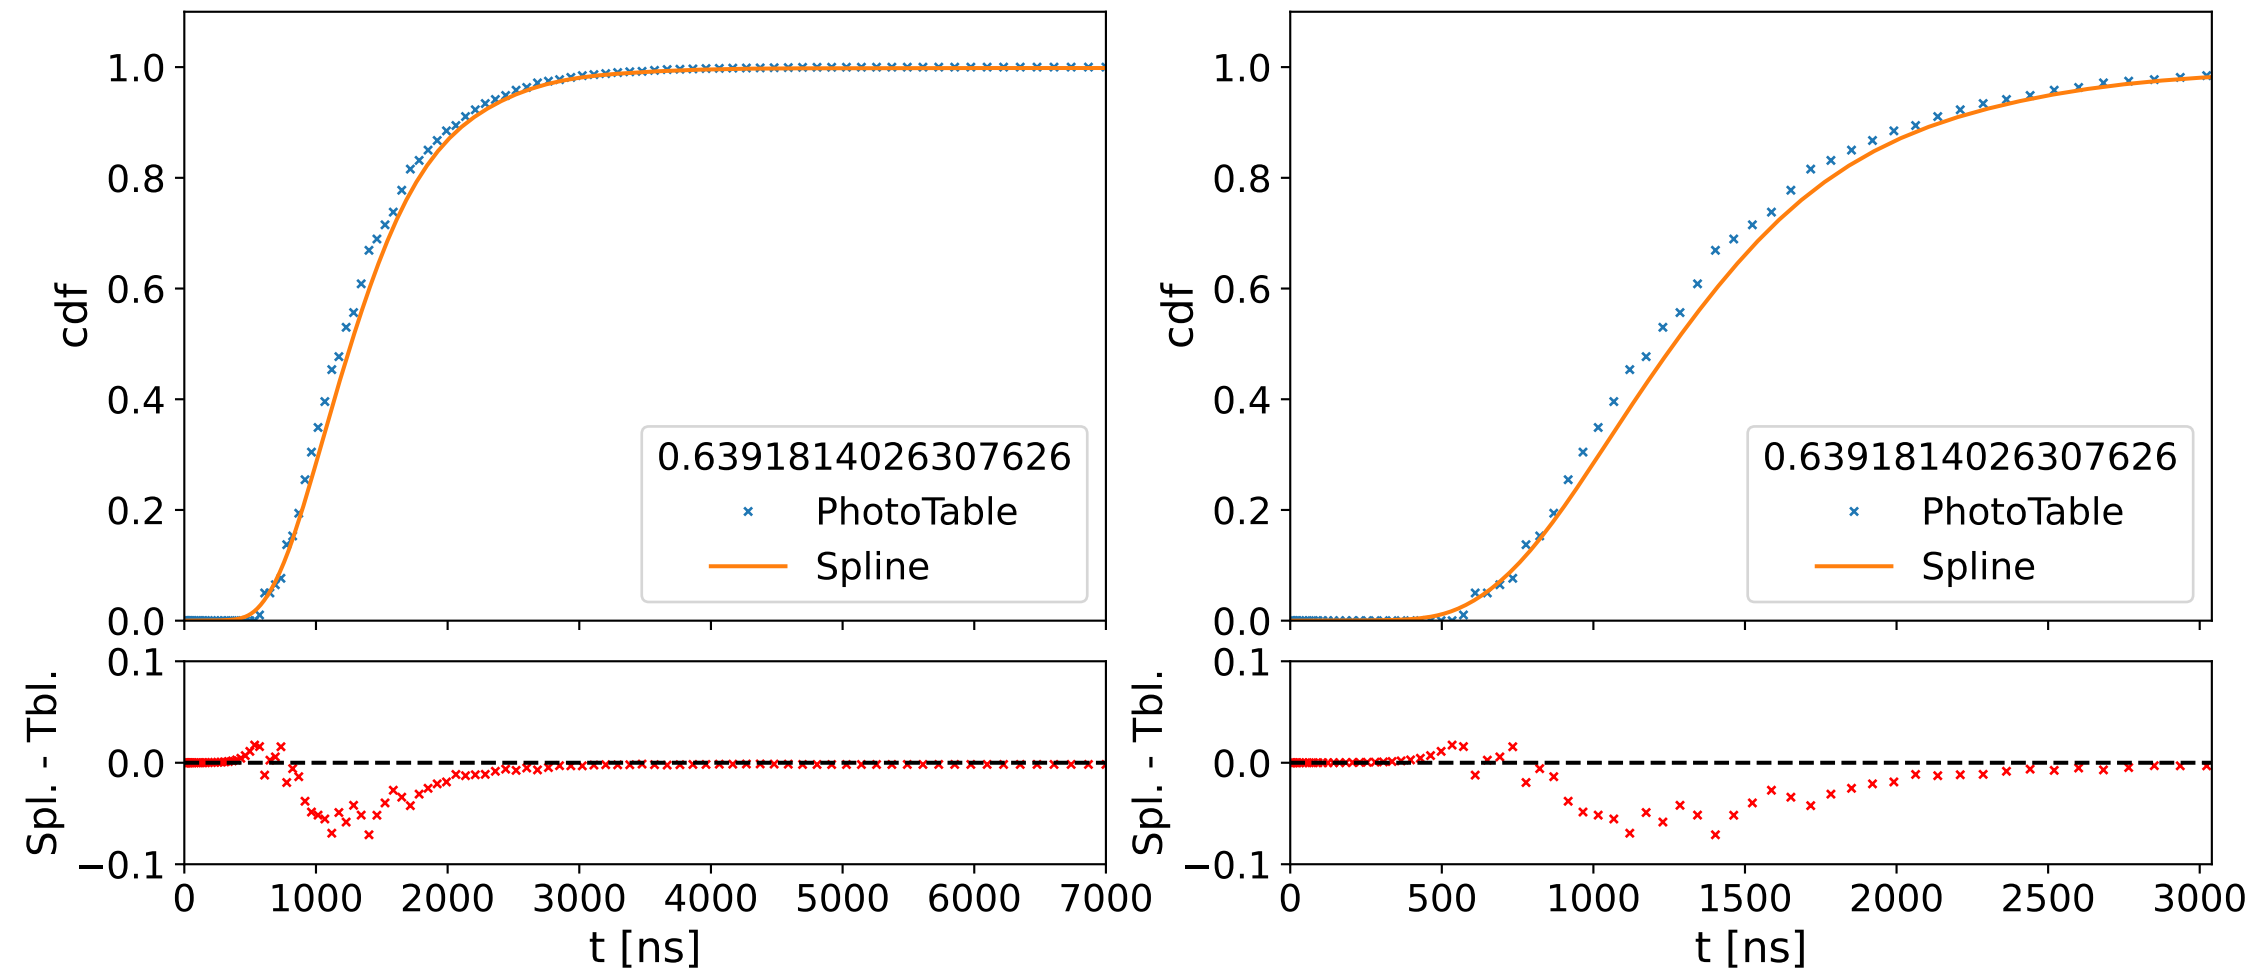 cdf
1.0
0.8
0.6
0.4
0.2
0.0
0.6391814026307626
PhotoTable
Spline
Spl. - Tbl.
0.1
0.0
−0.1
0 1000 2000 3000 4000 5000 6000 7000
t [ns]
cdf
1.0
0.8
0.6
0.4
0.2
0.0
0.6391814026307626
PhotoTable
Spline
Spl. - Tbl.
0.1
0.0
−0.1
0 500 1000 1500 2000 2500 3000
t [ns]